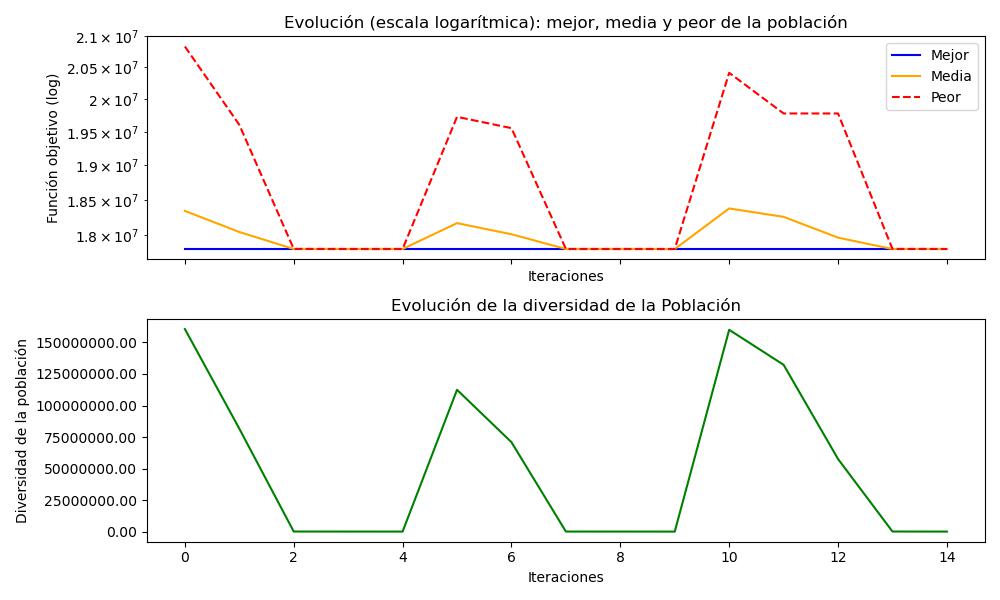 Evolución (escala logarítmica): mejor, media y peor de la población
Función objetivo (log)
2.1 × 10⁷
2.05 × 10⁷
2 × 10⁷
1.95 × 10⁷
1.9 × 10⁷
1.85 × 10⁷
1.8 × 10⁷
Mejor
Media
Peor
Iteraciones
Evolución de la diversidad de la Población
Diversidad de la población
150000000.00
125000000.00
100000000.00
75000000.00
50000000.00
25000000.00
0.00
0 2 4 6 8 10 12 14
Iteraciones